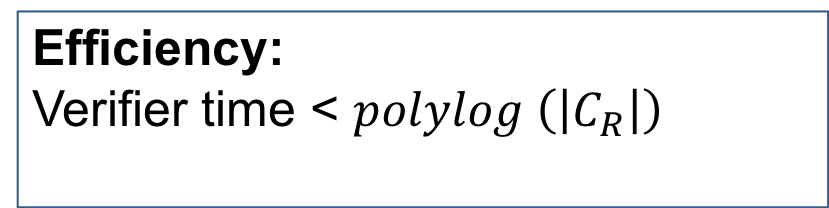 Efficiency:
Verifier time < polylog (|C_R|)